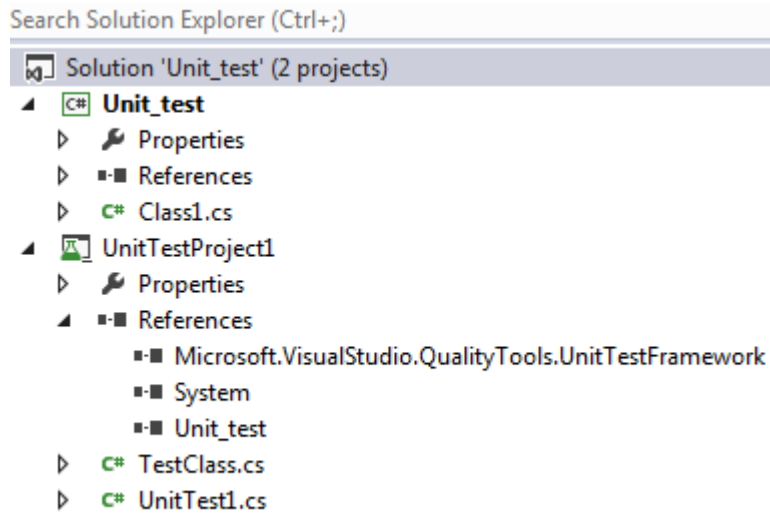 Search Solution Explorer (Ctrl+;)
Solution 'Unit_test' (2 projects)
C# Unit_test
Properties
References
C# Class1.cs
UnitTestProject1
Properties
References
Microsoft.VisualStudio.QualityTools.UnitTestFramework
System
Unit_test
C# TestClass.cs
C# UnitTest1.cs